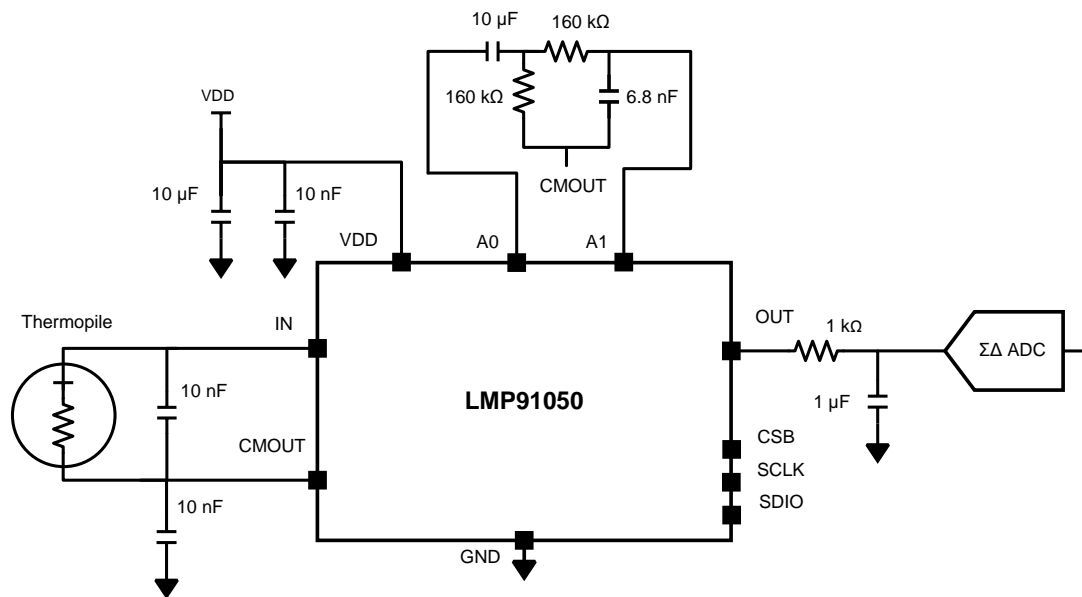 10 µF
160 kΩ
160 kΩ
6.8 nF
CMOUT
VDD
10 µF
10 nF
VDD
A0
A1
Thermopile
IN
OUT
1 kΩ
ΣΔ ADC
10 nF
LMP91050
1 µF
CMOUT
CSB
SCLK
SDIO
10 nF
GND